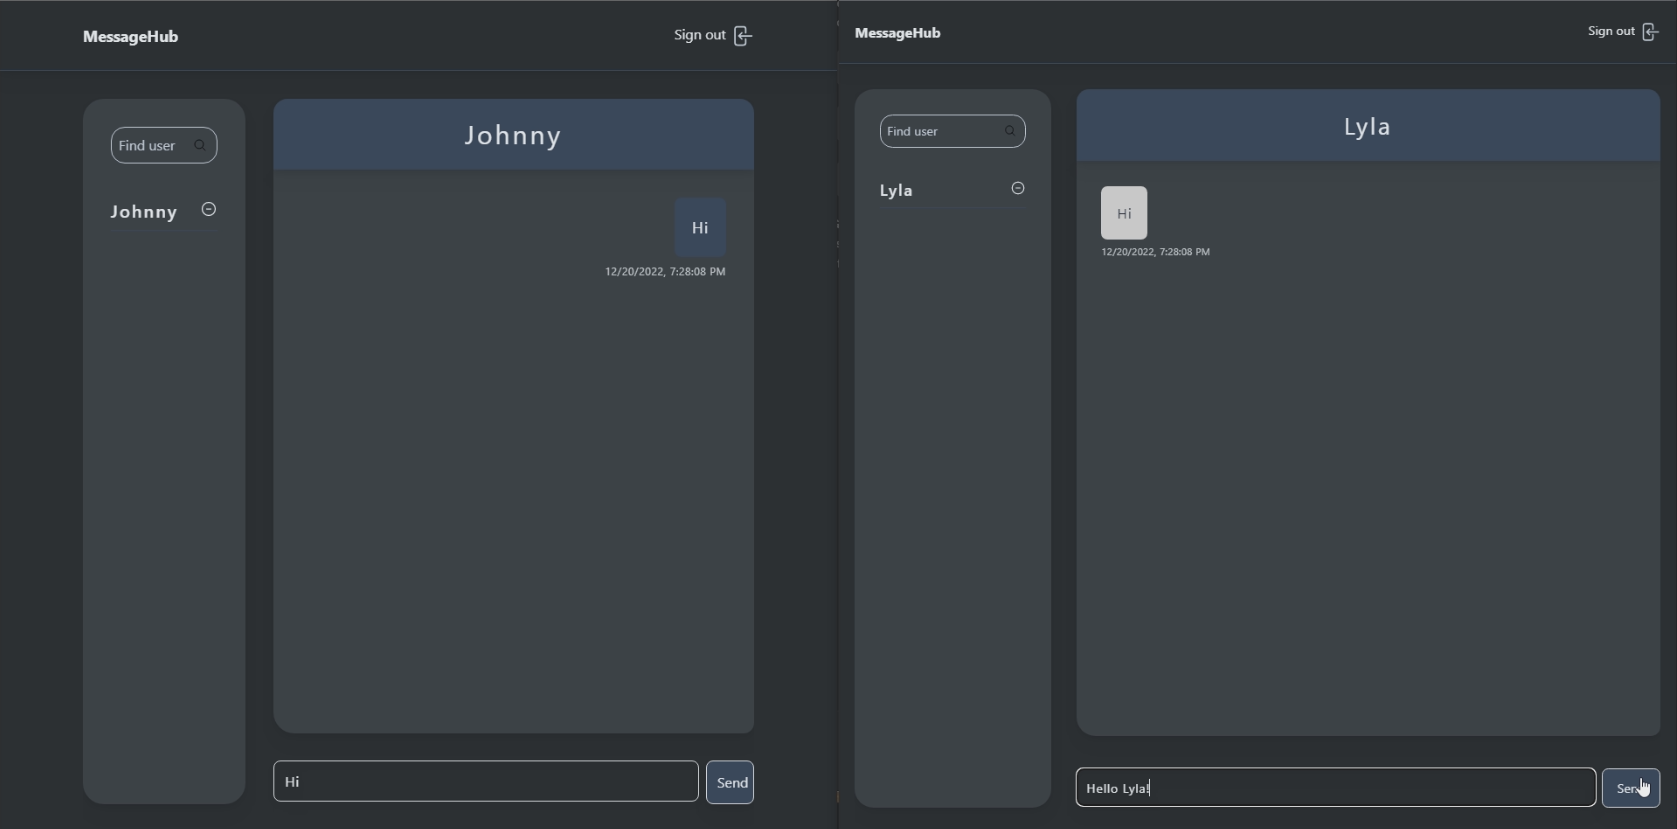 MessageHub
Sign out
Find user
Johnny
Johnny
Hi
12/20/2022, 7:28:08 PM
Hi
Send
MessageHub
Sign out
Find user
Lyla
Lyla
Hi
12/20/2022, 7:28:08 PM
Hello Lyla!